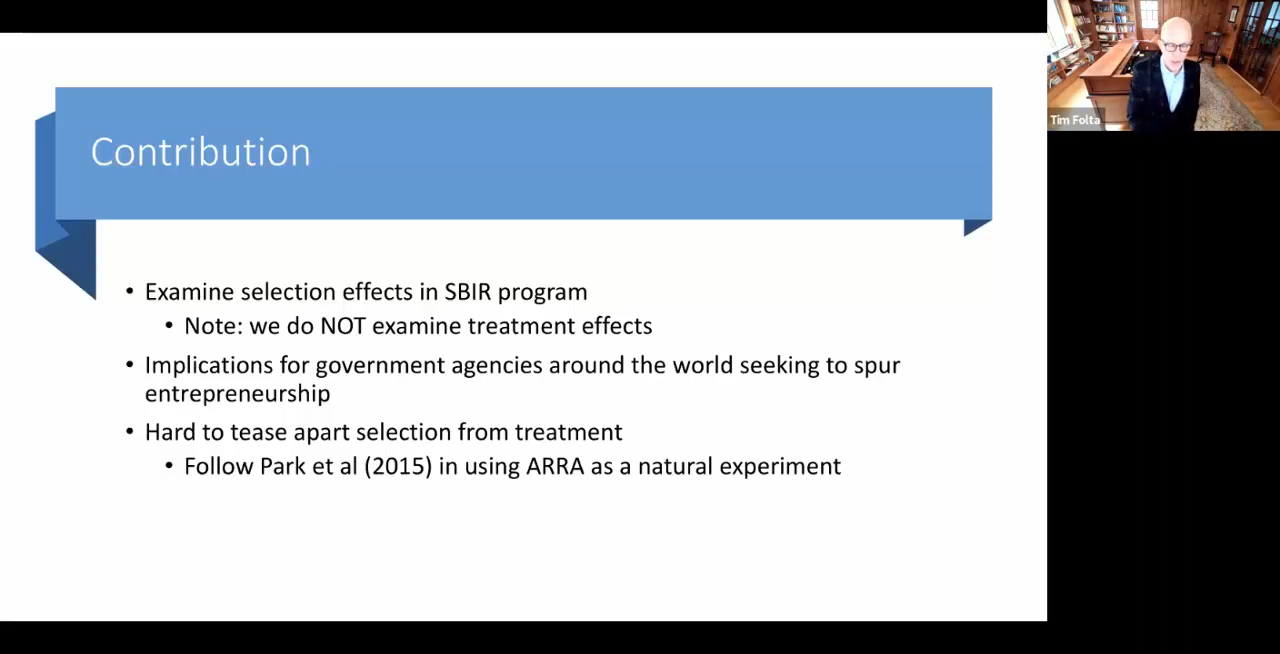 Contribution
• Examine selection effects in SBIR program
• Note: we do NOT examine treatment effects
• Implications for government agencies around the world seeking to spur
entrepreneurship
• Hard to tease apart selection from treatment
• Follow Park et al (2015) in using ARRA as a natural experiment
Tim Folta